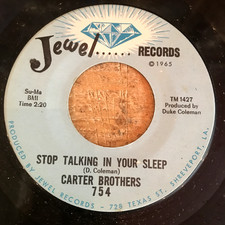 Jewel...... RECORDS
© 1965
Su-Ma
BMI
Time 2:20
TM 1427
Produced by
Duke Coleman
STOP TALKING IN YOUR SLEEP
(D. Coleman)
CARTER BROTHERS
754
PRODUCED BY JEWEL RECORDS - 728 TEXAS ST. SHREVEPORT, LA.